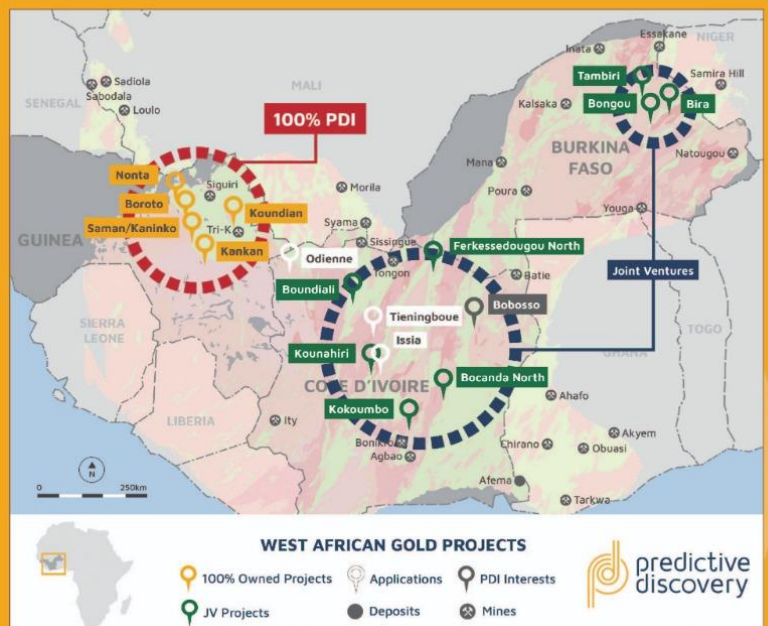 NIGER
Essakane
Inata
Tambiri
Samira Hill
Sadiola
Sabodala
MALI
SENEGAL
Loulo
Kalsaka
Bongou
Bira
100% PDI
BURKINA
FASO
Natougou
Mana
Nonta
Siguiri
Morila
Poura
Boroto
Koundian
Youga
Syama
Saman/Kaninko
Tri-K
GUINEA
Sissingue
Ferkessedougou North
Kankan
Odienne
Tongon
Batie
Joint Ventures
Boundiali
Bobosso
Tieningboue
SIERRA
LEONE
Issia
TOGO
GHANA
Kounahiri
Bocanda North
COTE D'IVOIRE
Ahafo
Kokoumbo
LIBERIA
Ity
Akyem
Bonikro
Chirano
Obuasi
Agbao
N
Afema
0
250km
Tarkwa
WEST AFRICAN GOLD PROJECTS
100% Owned Projects
Applications
PDI Interests
JV Projects
Deposits
Mines
predictive
discovery